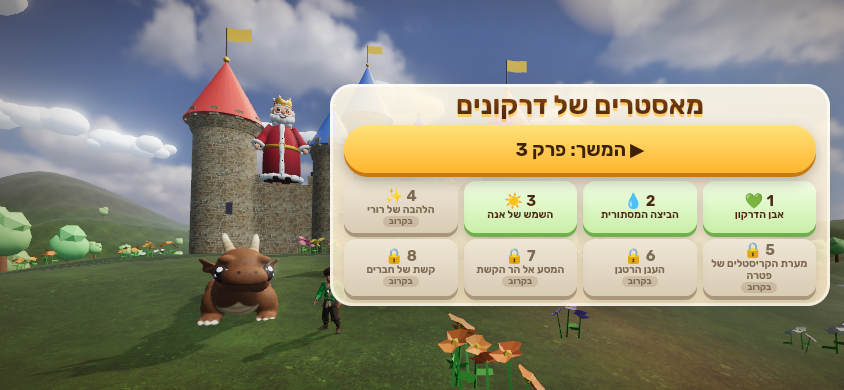 מאסטרים של דרקונים
▶ המשך: פרק 3
1 💚
אבן הדרקון
2 💧
הביצה המסתורית
3 ☀️
השמש של אנה
4 ✨
הלהבה של רורי
בקרוב
5 🔒
מערת הקריסטלים של
פטרה
בקרוב
6 🔒
הענן הרטנן
בקרוב
7 🔒
המסע אל הר הקשת
בקרוב
8 🔒
קשת של חברים
בקרוב